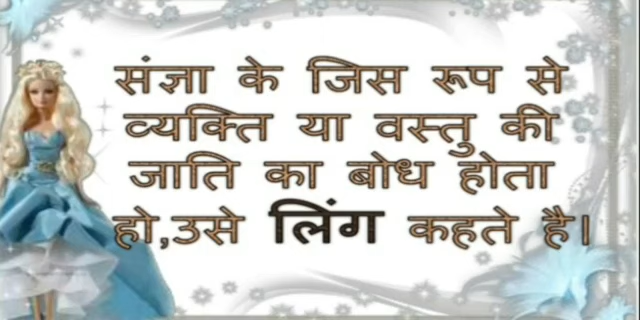 संज्ञा के जिस रूप से
व्यक्ति या वस्तु की
जाति का बोध होता
हो,उसे लिंग कहते है।